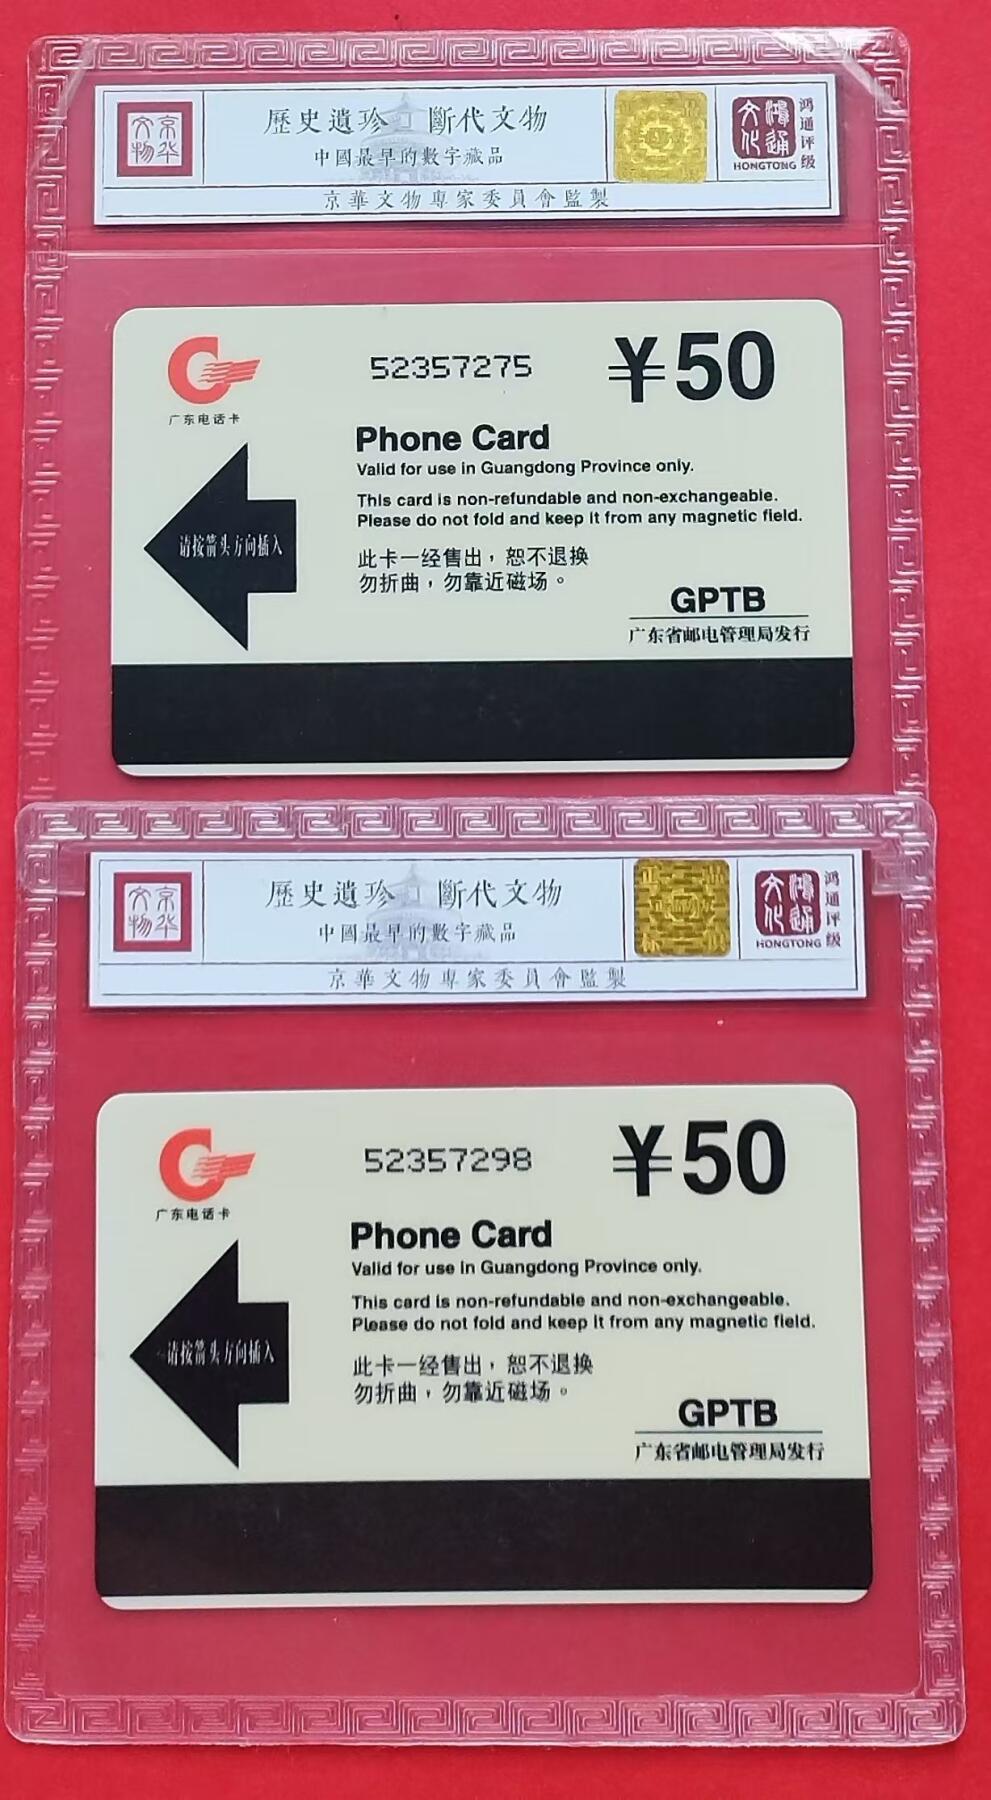 京华
文物
歷史遺珍 斷代文物
中國最早的數字藏品
京華文物專家委員會監製
鴻通
文化
HONGTONG
鸿通评级
广东电话卡
52357275
¥50
Phone Card
Valid for use in Guangdong Province only.
This card is non-refundable and non-exchangeable.
Please do not fold and keep it from any magnetic field.
请按箭头方向插入
此卡一经售出，恕不退换
勿折曲，勿靠近磁场。
GPTB
广东省邮电管理局发行
京华
文物
歷史遺珍 斷代文物
中國最早的數字藏品
京華文物專家委員會監製
鴻通
文化
HONGTONG
鸿通评级
广东电话卡
52357298
¥50
Phone Card
Valid for use in Guangdong Province only.
This card is non-refundable and non-exchangeable.
Please do not fold and keep it from any magnetic field.
请按箭头方向插入
此卡一经售出，恕不退换
勿折曲，勿靠近磁场。
GPTB
广东省邮电管理局发行